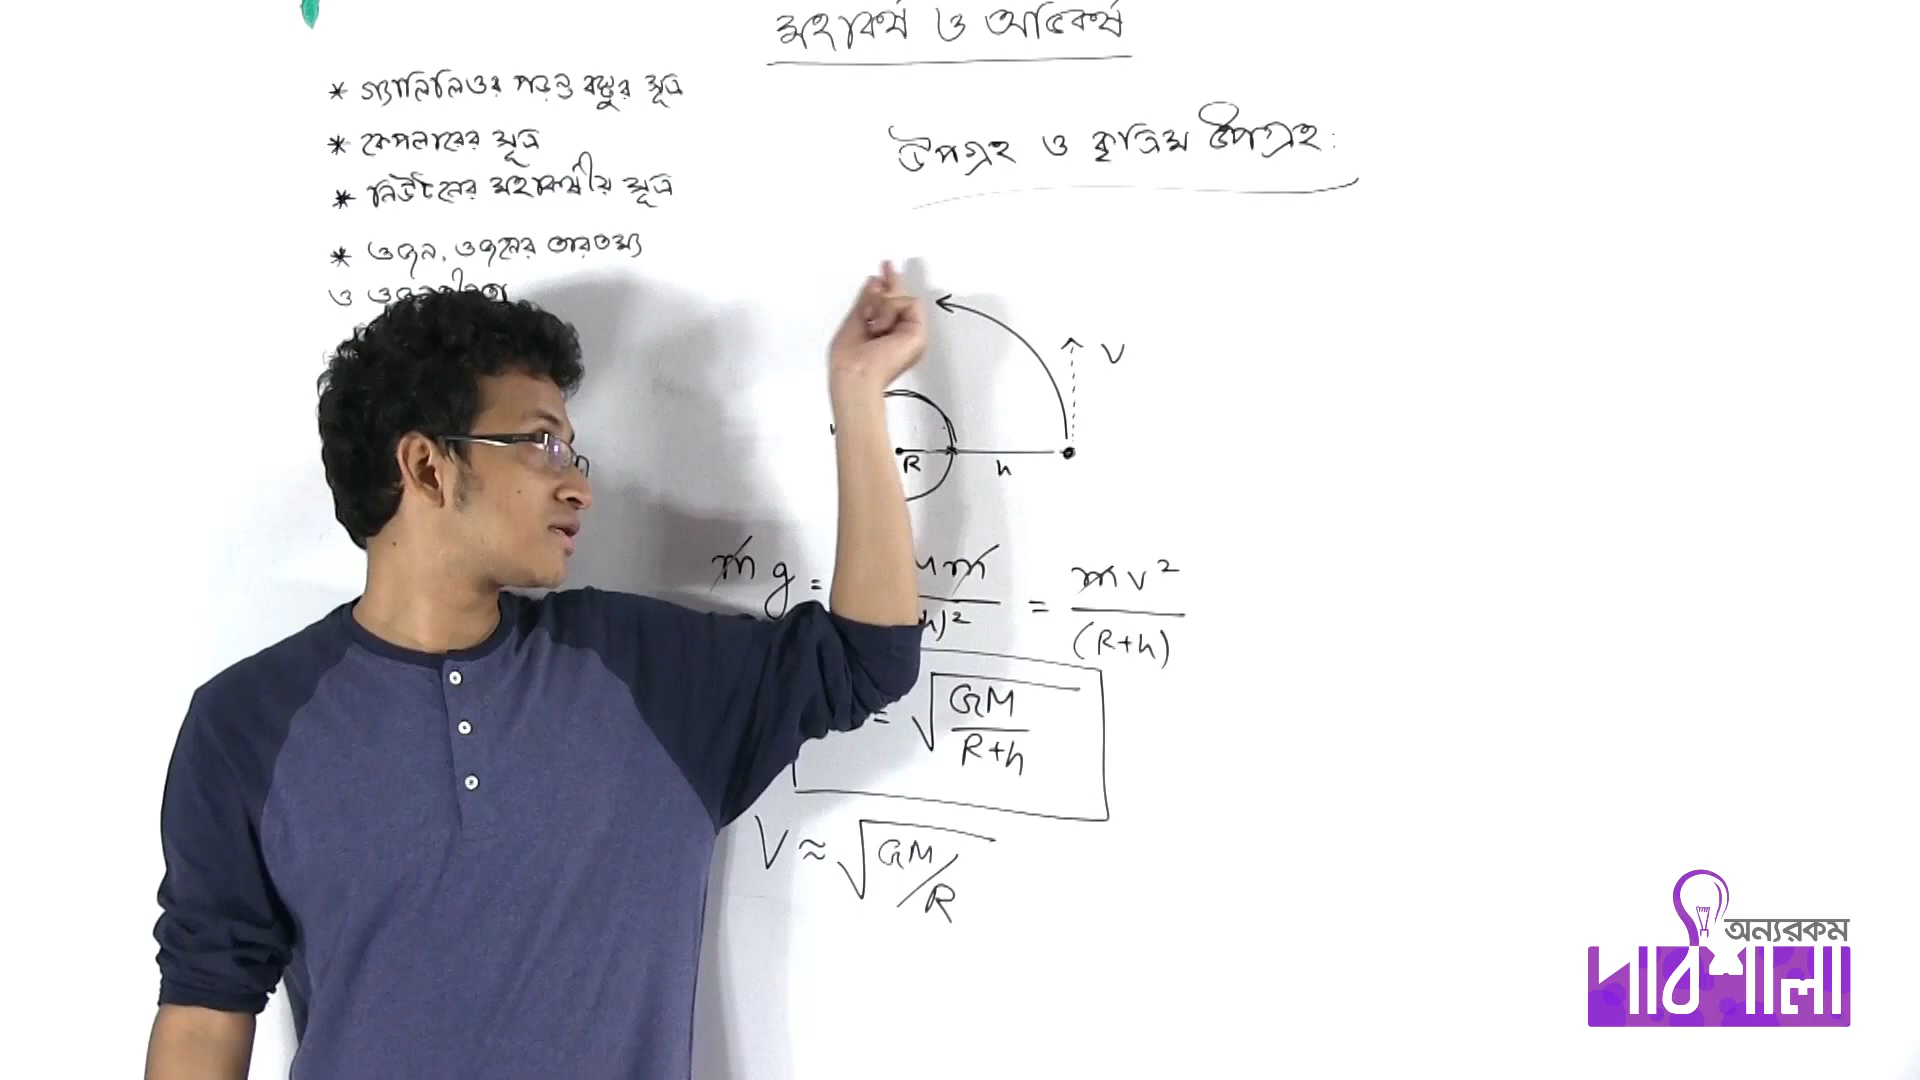 মহাকর্ষ ও অভিকর্ষ
* গ্যালিলিওর পড়ন্ত বস্তুর সূত্র
* কেপলারের সূত্র
* নিউটনের মহাকর্ষীয় সূত্র
* ওজন, ওজনের তারতম্য
ও
উপগ্রহ ও কৃত্রিম উপগ্রহ:
V
R h
mg = m h)² = mv² / (R+h)
= √(GM / R+h)
V ≈ √(GM/R)
অন্যরকম
পাঠশালা